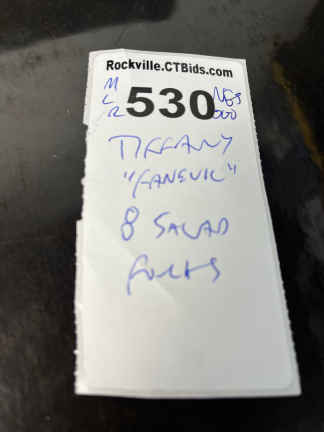 Rockville.CTBids.com
M
L
R
530
TIFFANY
"FANEUIL"
8 SALAD
FORKS